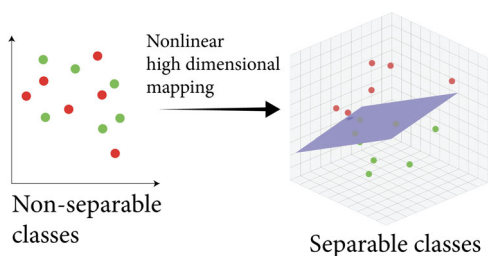 Nonlinear
high dimensional
mapping
Non-separable
classes
Separable classes